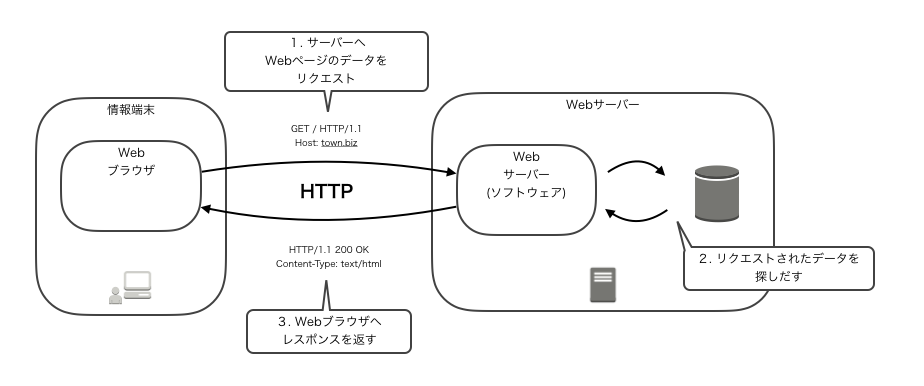 1. サーバーへ
Webページのデータを
リクエスト
情報端末
Webサーバー
GET / HTTP/1.1
Host: town.biz
Web
ブラウザ
Web
サーバー
(ソフトウェア)
HTTP
HTTP/1.1 200 OK
Content-Type: text/html
2. リクエストされたデータを
探しだす
3. Webブラウザへ
レスポンスを返す